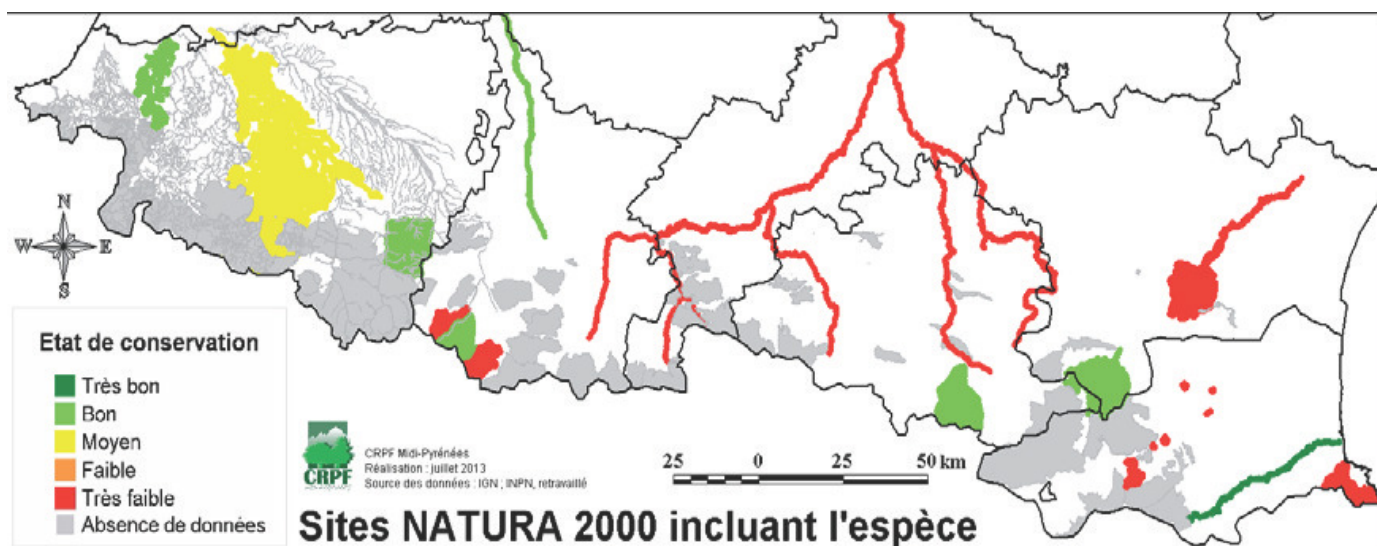 N
W E
S
Etat de conservation
Très bon
Bon
Moyen
Faible
Très faible
Absence de données
CRPF
CRPF Midi-Pyrénées
Réalisation : juillet 2013
Source des données : IGN ; INPN, retravaillé
25 0 25 50 km
Sites NATURA 2000 incluant l'espèce